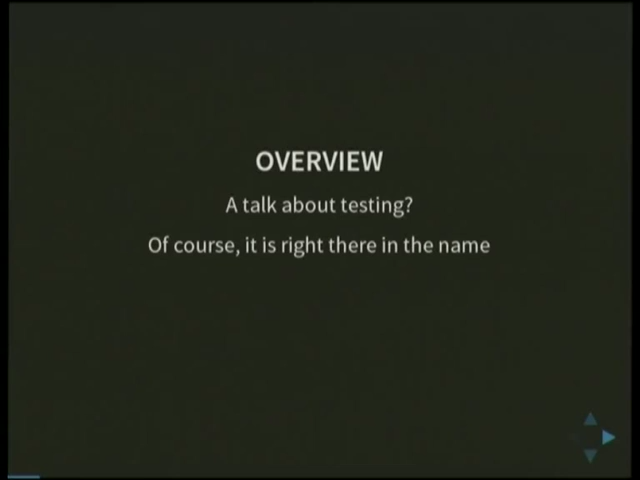 OVERVIEW
A talk about testing?
Of course, it is right there in the name